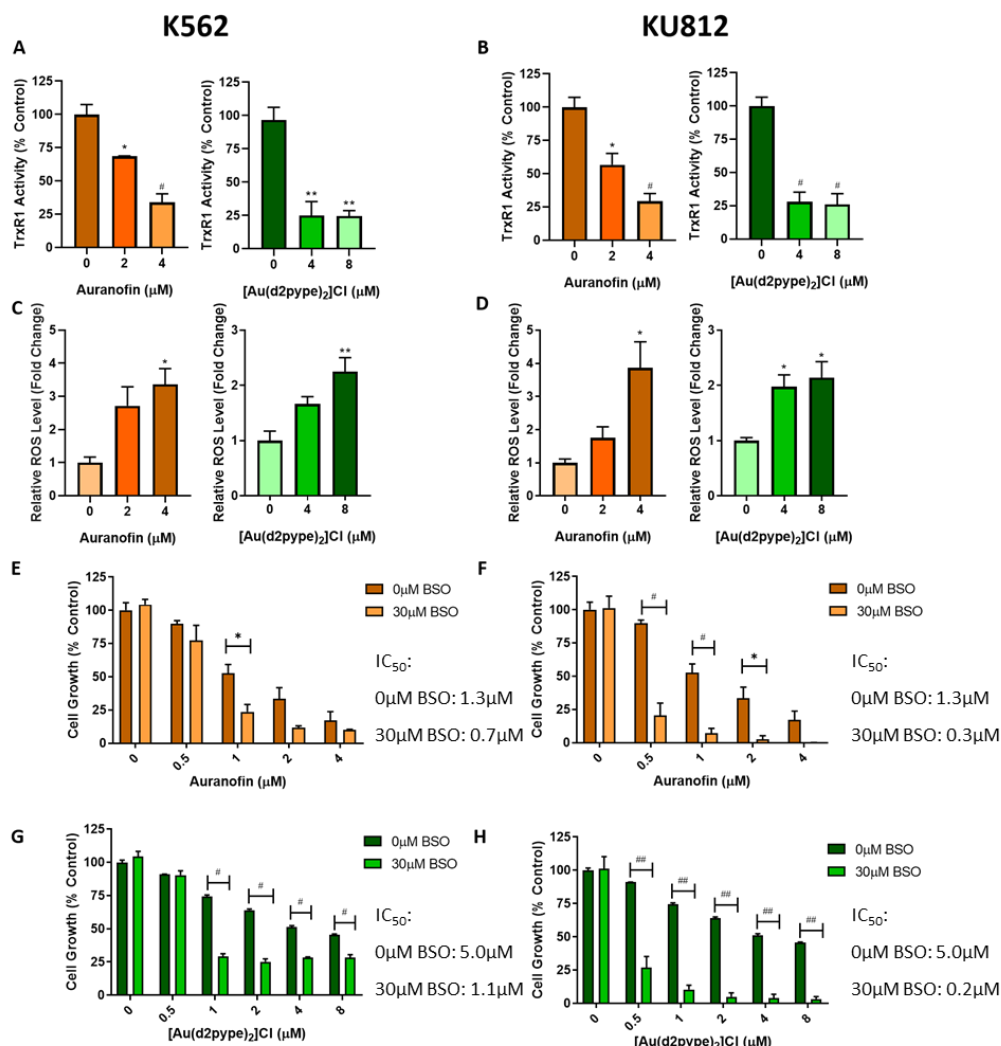 K562
KU812
A
TrxR1 Activity (% Control)
125
100
75
50
25
0
*
#
0 2 4
Auranofin (μM)
TrxR1 Activity (% Control)
125
100
75
50
25
0
**
**
0 4 8
[Au(d2pype)₂]Cl (μM)
B
TrxR1 Activity (% Control)
125
100
75
50
25
0
*
#
0 2 4
Auranofin (μM)
TrxR1 Activity (% Control)
125
100
75
50
25
0
#
#
0 4 8
[Au(d2pype)₂]Cl (μM)
C
Relative ROS Level (Fold Change)
5
4
3
2
1
0
*
0 2 4
Auranofin (μM)
Relative ROS Level (Fold Change)
3
2
1
0
**
0 4 8
[Au(d2pype)₂]Cl (μM)
D
Relative ROS Level (Fold Change)
5
4
3
2
1
0
*
0 2 4
Auranofin (μM)
Relative ROS Level (Fold Change)
3
2
1
0
*
*
0 4 8
[Au(d2pype)₂]Cl (μM)
E
Cell Growth (% Control)
125
100
75
50
25
0
*
0 0.5 1 2 4
Auranofin (μM)
0μM BSO
30μM BSO
IC₅₀:
0μM BSO: 1.3μM
30μM BSO: 0.7μM
F
Cell Growth (% Control)
125
100
75
50
25
0
#
#
*
0 0.5 1 2 4
Auranofin (μM)
0μM BSO
30μM BSO
IC₅₀:
0μM BSO: 1.3μM
30μM BSO: 0.3μM
G
Cell Growth (% Control)
125
100
75
50
25
0
#
#
#
#
0 0.5 1 2 4 8
[Au(d2pype)₂]Cl (μM)
0μM BSO
30μM BSO
IC₅₀:
0μM BSO: 5.0μM
30μM BSO: 1.1μM
H
Cell Growth (% Control)
125
100
75
50
25
0
##
##
##
##
##
0 0.5 1 2 4 8
[Au(d2pype)₂]Cl (μM)
0μM BSO
30μM BSO
IC₅₀:
0μM BSO: 5.0μM
30μM BSO: 0.2μM